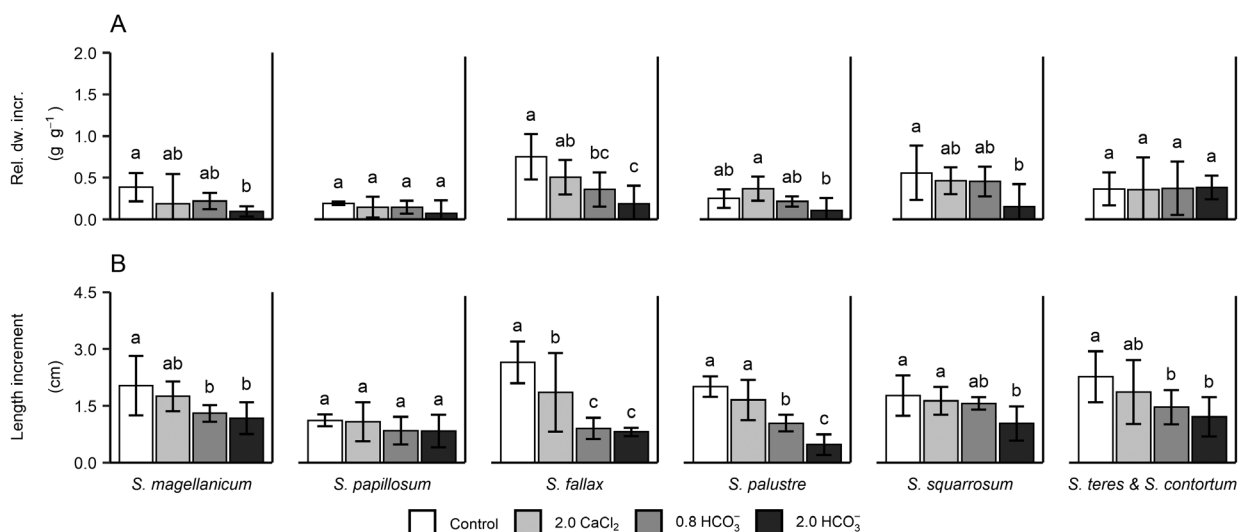 A
Rel. dw. incr.
(g g⁻¹)
2.0
1.5
1.0
0.5
0.0
a ab ab b
a a a a
a ab bc c
ab a ab b
a ab ab b
a a a a
B
Length increment
(cm)
4.5
3.0
1.5
0.0
a ab b b
a a a a
a b c c
a a b c
a a ab b
a ab b b
S. magellanicum S. papillosum S. fallax S. palustre S. squarrosum S. teres & S. contortum
Control 2.0 CaCl₂ 0.8 HCO₃⁻ 2.0 HCO₃⁻